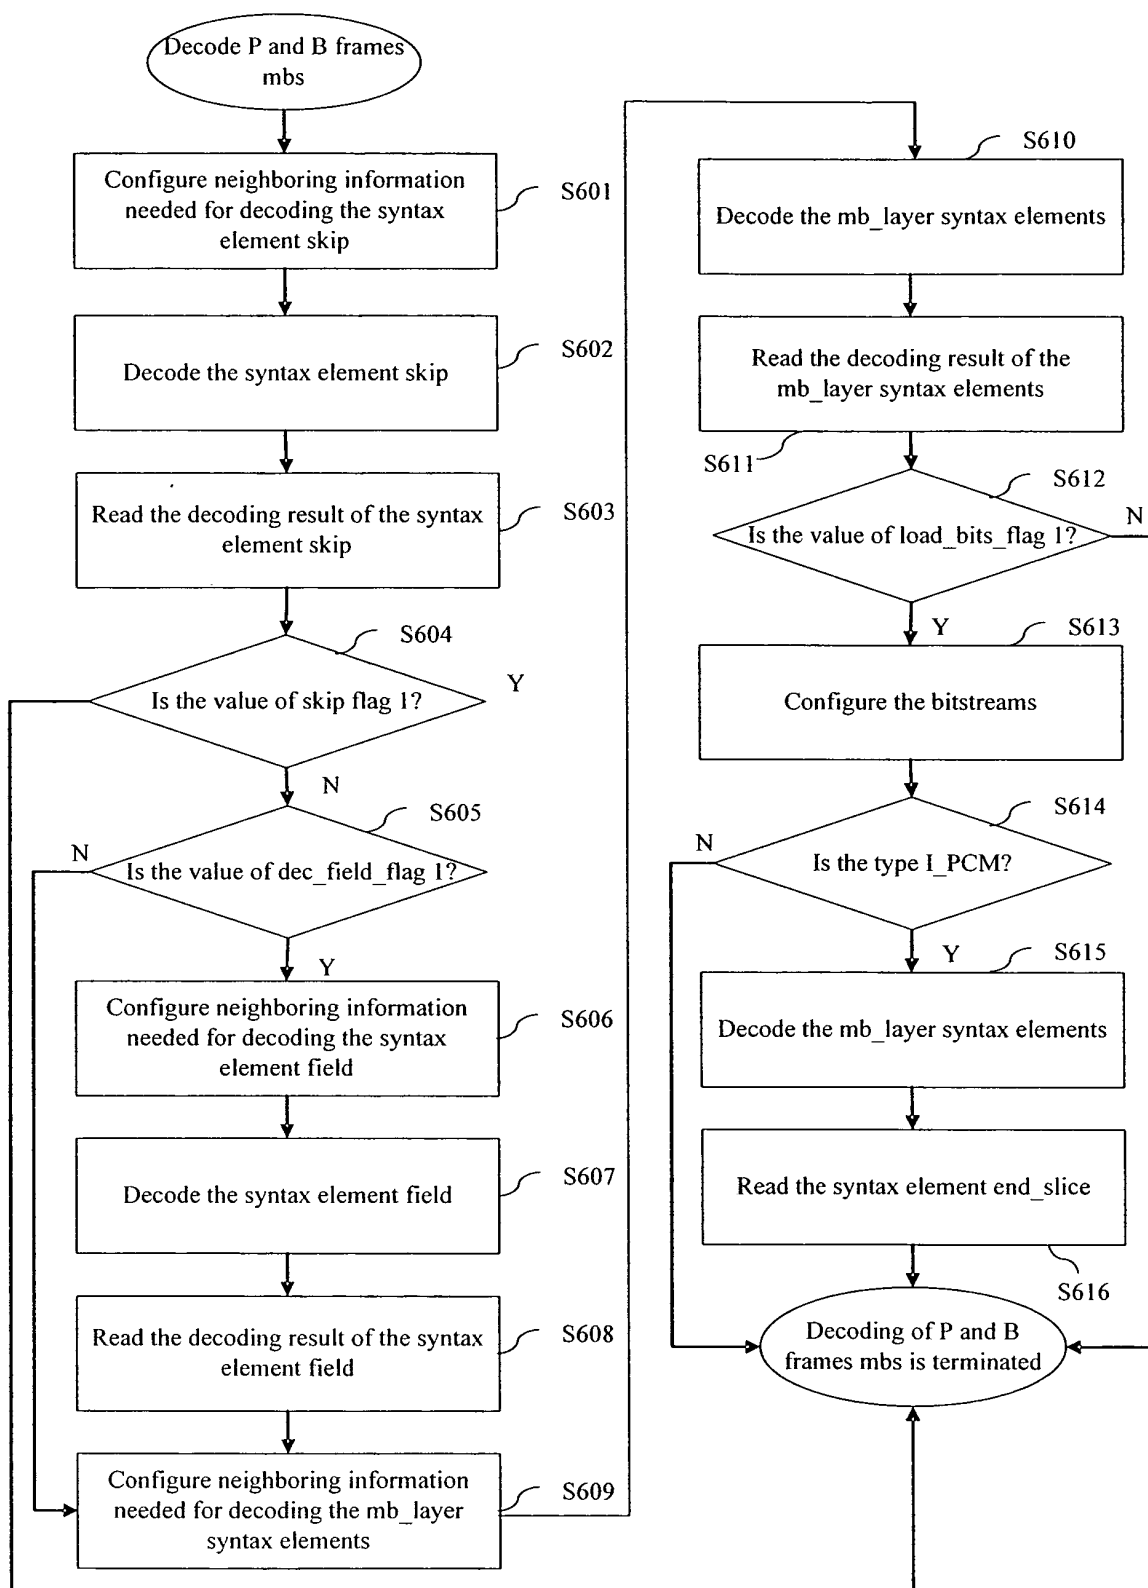 Decode P and B frames
mbs
Configure neighboring information
needed for decoding the syntax
element skip
S601
Decode the syntax element skip
S602
Read the decoding result of the syntax
element skip
S603
S604
Is the value of skip flag 1?
Y
N
S605
N
Is the value of dec_field_flag 1?
Y
Configure neighboring information
needed for decoding the syntax
element field
S606
Decode the syntax element field
S607
Read the decoding result of the syntax
element field
S608
Configure neighboring information
needed for decoding the mb_layer
syntax elements
S609
S610
Decode the mb_layer syntax elements
Read the decoding result of the
mb_layer syntax elements
S611
S612
Is the value of load_bits_flag 1?
N
Y
S613
Configure the bitstreams
S614
N
Is the type I_PCM?
Y
S615
Decode the mb_layer syntax elements
Read the syntax element end_slice
S616
Decoding of P and B
frames mbs is terminated